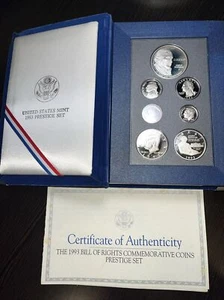 UNITED STATES MINT
1993 PRESTIGE SET
Certificate of Authenticity
THE 1993 BILL OF RIGHTS COMMEMORATIVE COINS
PRESTIGE SET